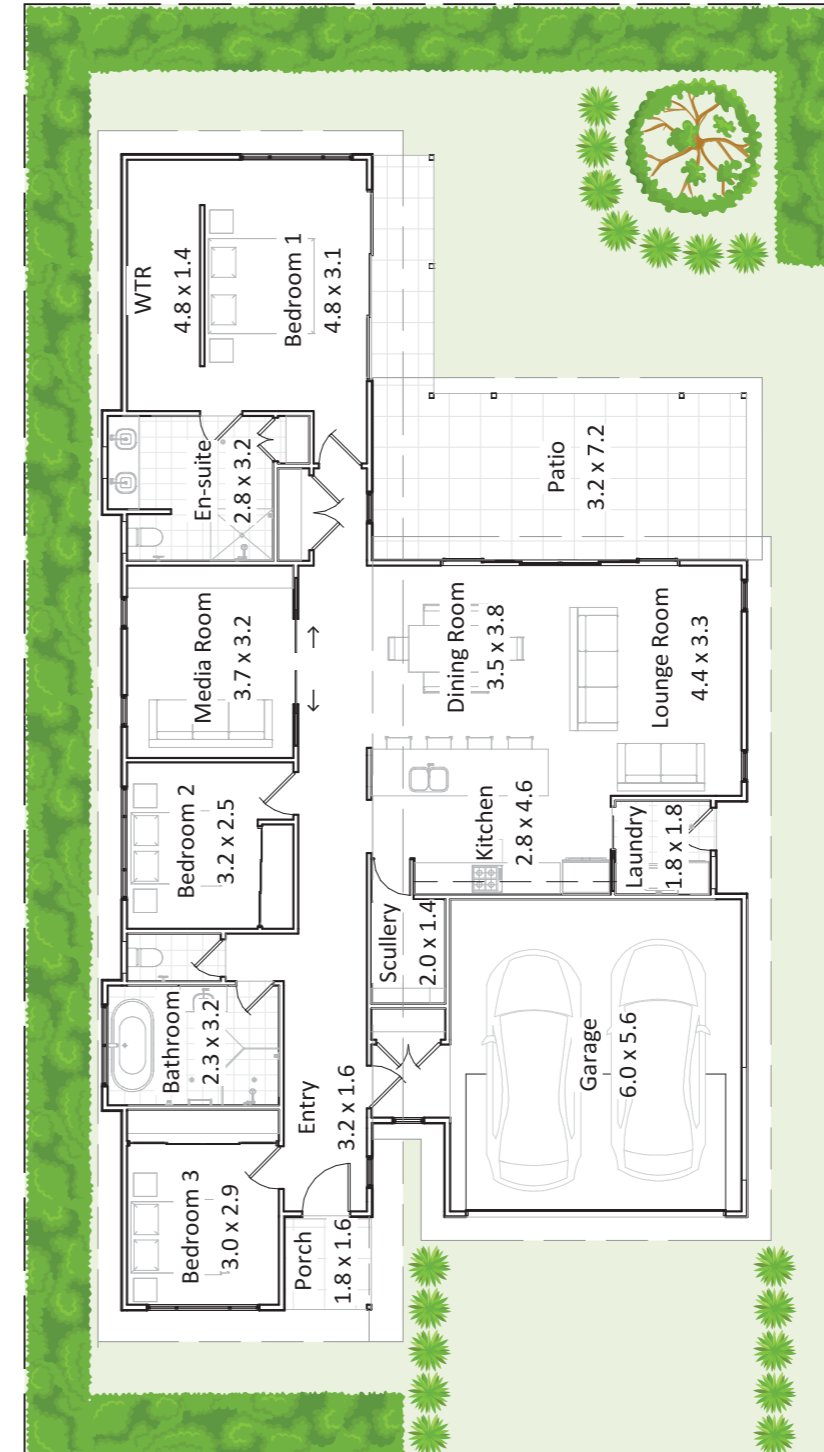 WTR
4.8 x 1.4
Bedroom 1
4.8 x 3.1
En-suite
2.8 x 3.2
Patio
3.2 x 7.2
Media Room
3.7 x 3.2
Dining Room
3.5 x 3.8
Lounge Room
4.4 x 3.3
Bedroom 2
3.2 x 2.5
Kitchen
2.8 x 4.6
Laundry
1.8 x 1.8
Scullery
2.0 x 1.4
Bathroom
2.3 x 3.2
Entry
3.2 x 1.6
Garage
6.0 x 5.6
Bedroom 3
3.0 x 2.9
Porch
1.8 x 1.6